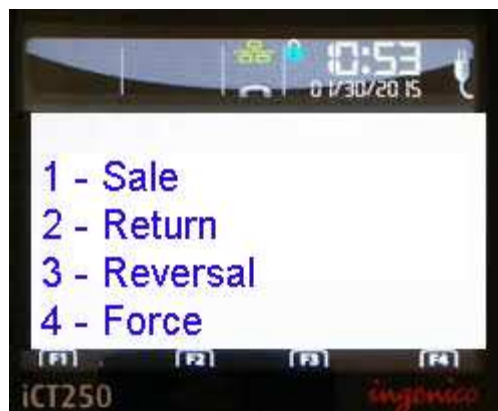 10:53
01/30/2015
1 - Sale
2 - Return
3 - Reversal
4 - Force
F1 F2 F3 F4
iCT250 ingenico